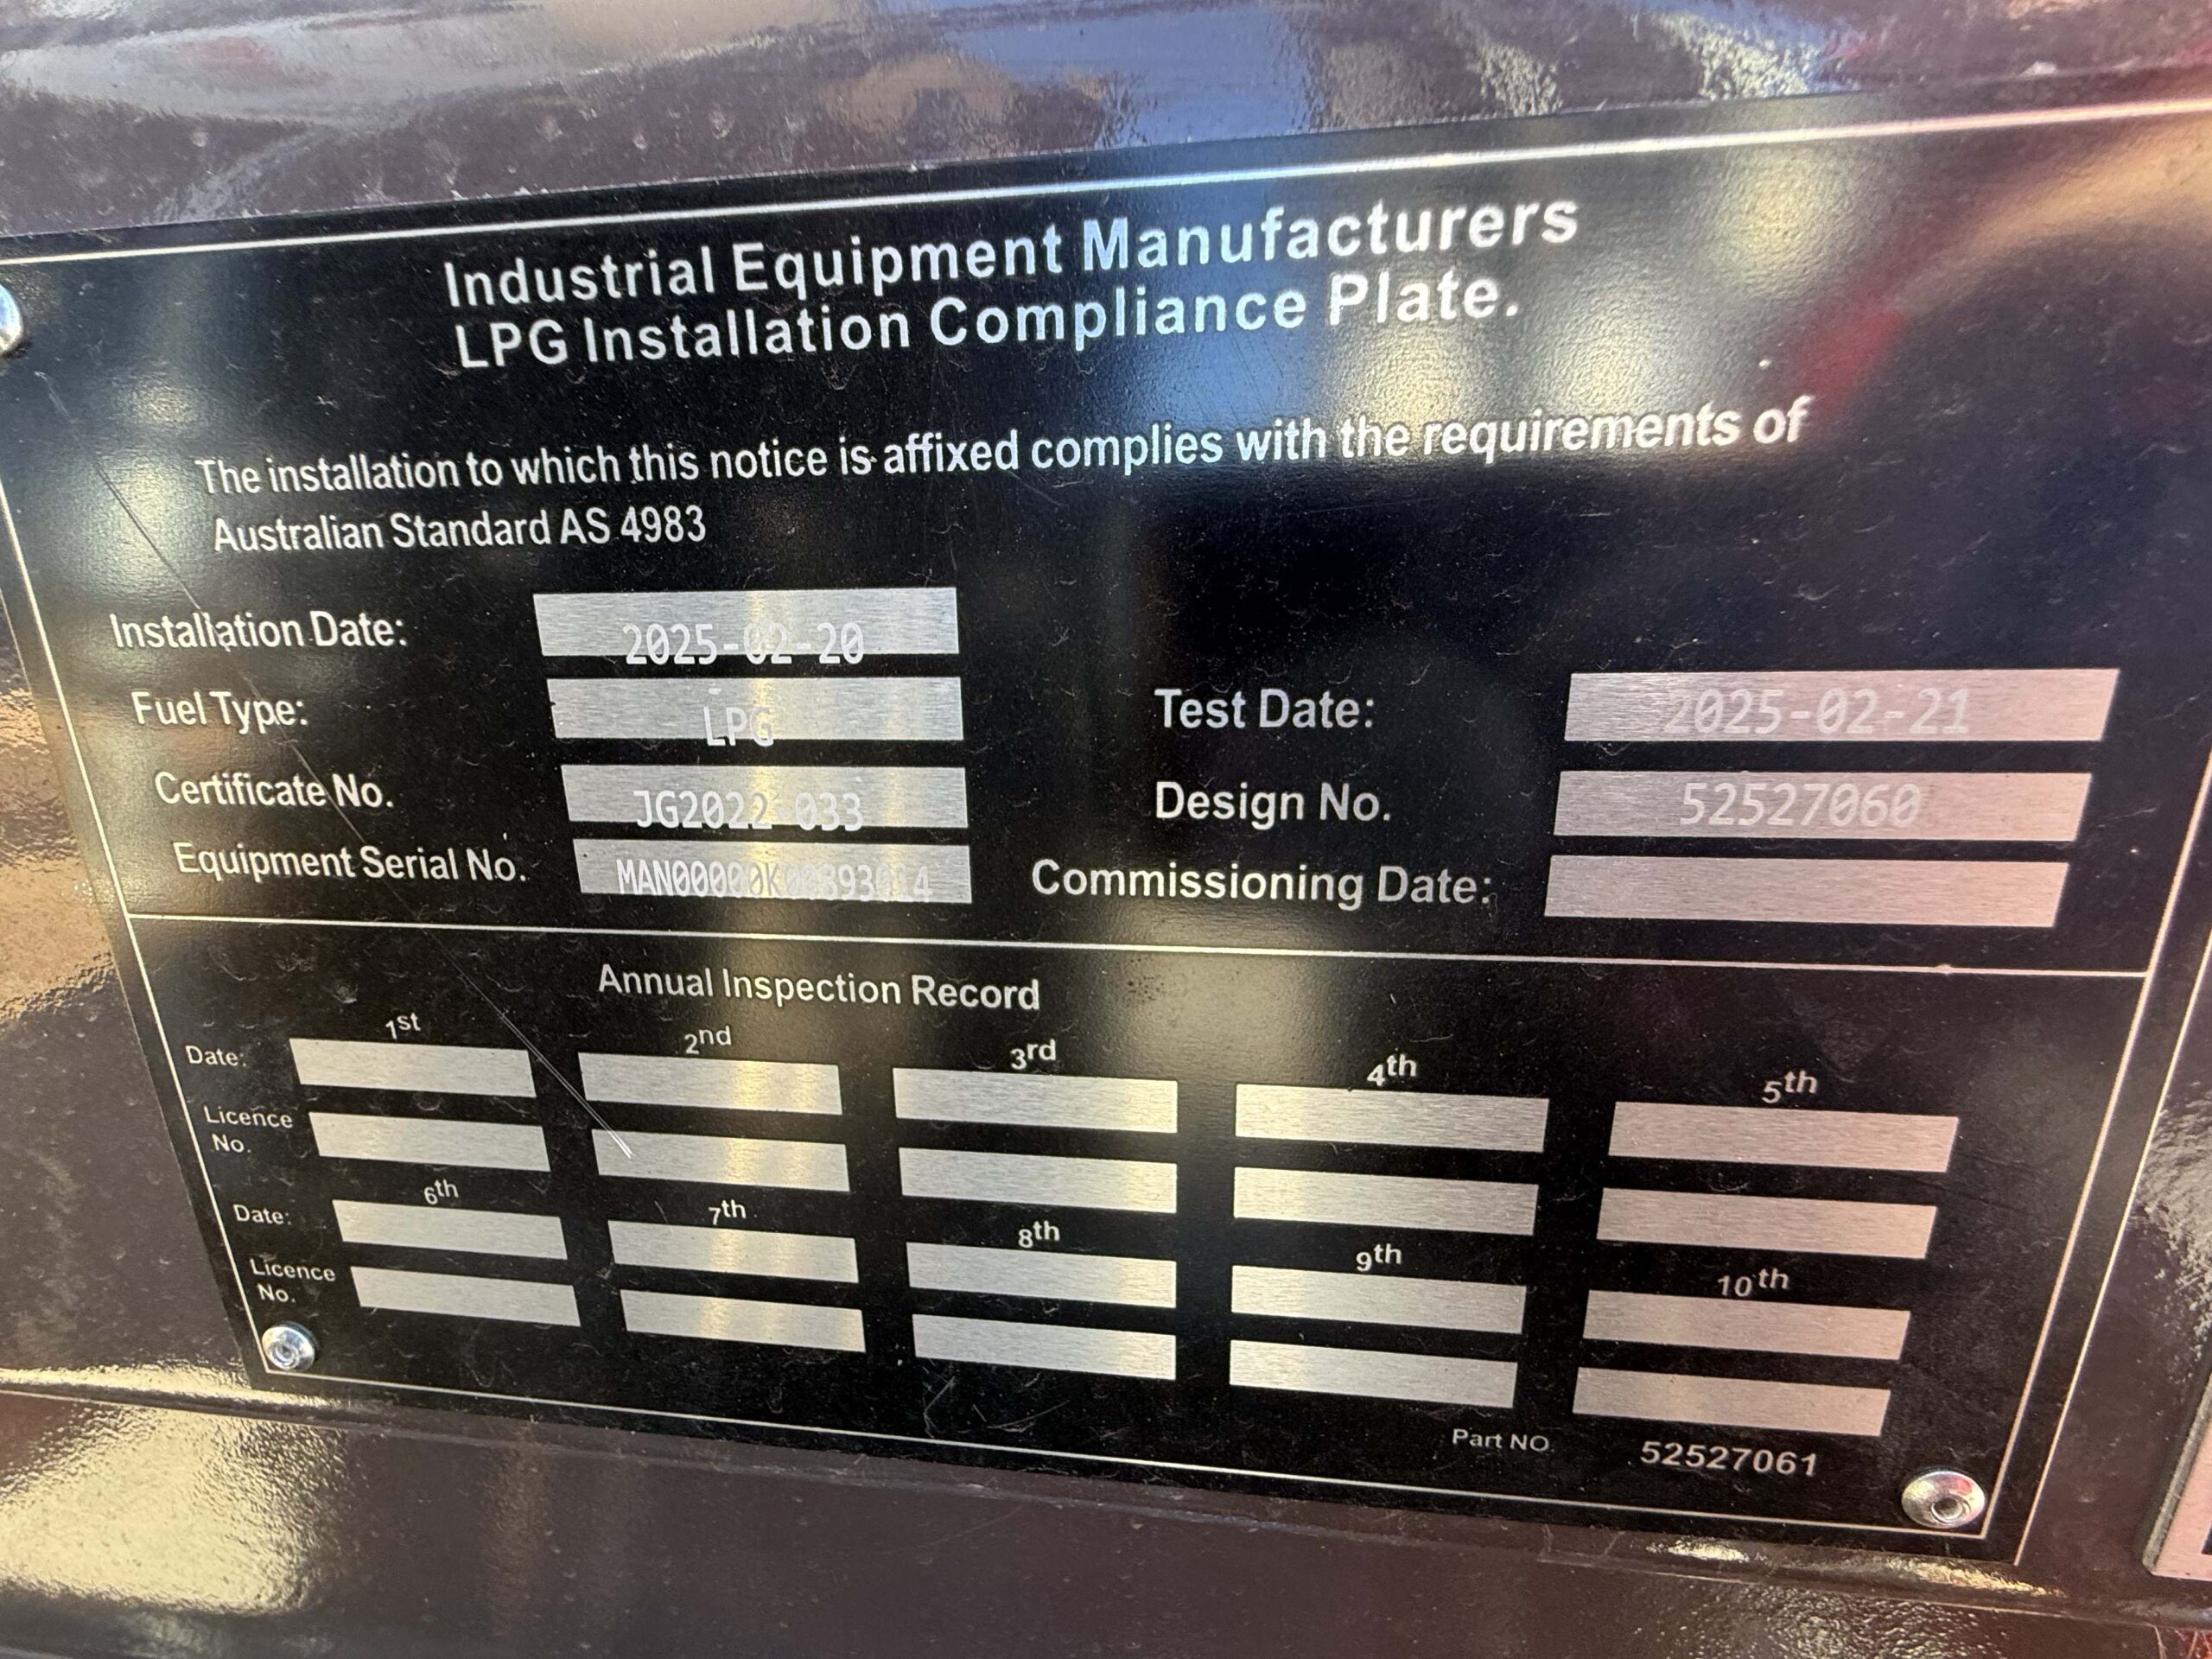 Industrial Equipment Manufacturers
LPG Installation Compliance Plate.
The installation to which this notice is affixed complies with the requirements of
Australian Standard AS 4983
Installation Date: 2025-02-20
Fuel Type: LPG
Test Date: 2025-02-21
Certificate No. JG2022-033
Design No. 52527060
Equipment Serial No.
Commissioning Date:
Annual Inspection Record
1st 2nd 3rd 4th 5th
Date:
Licence
No.
6th 7th 8th 9th 10th
Date:
Licence
No.
Part NO. 52527061